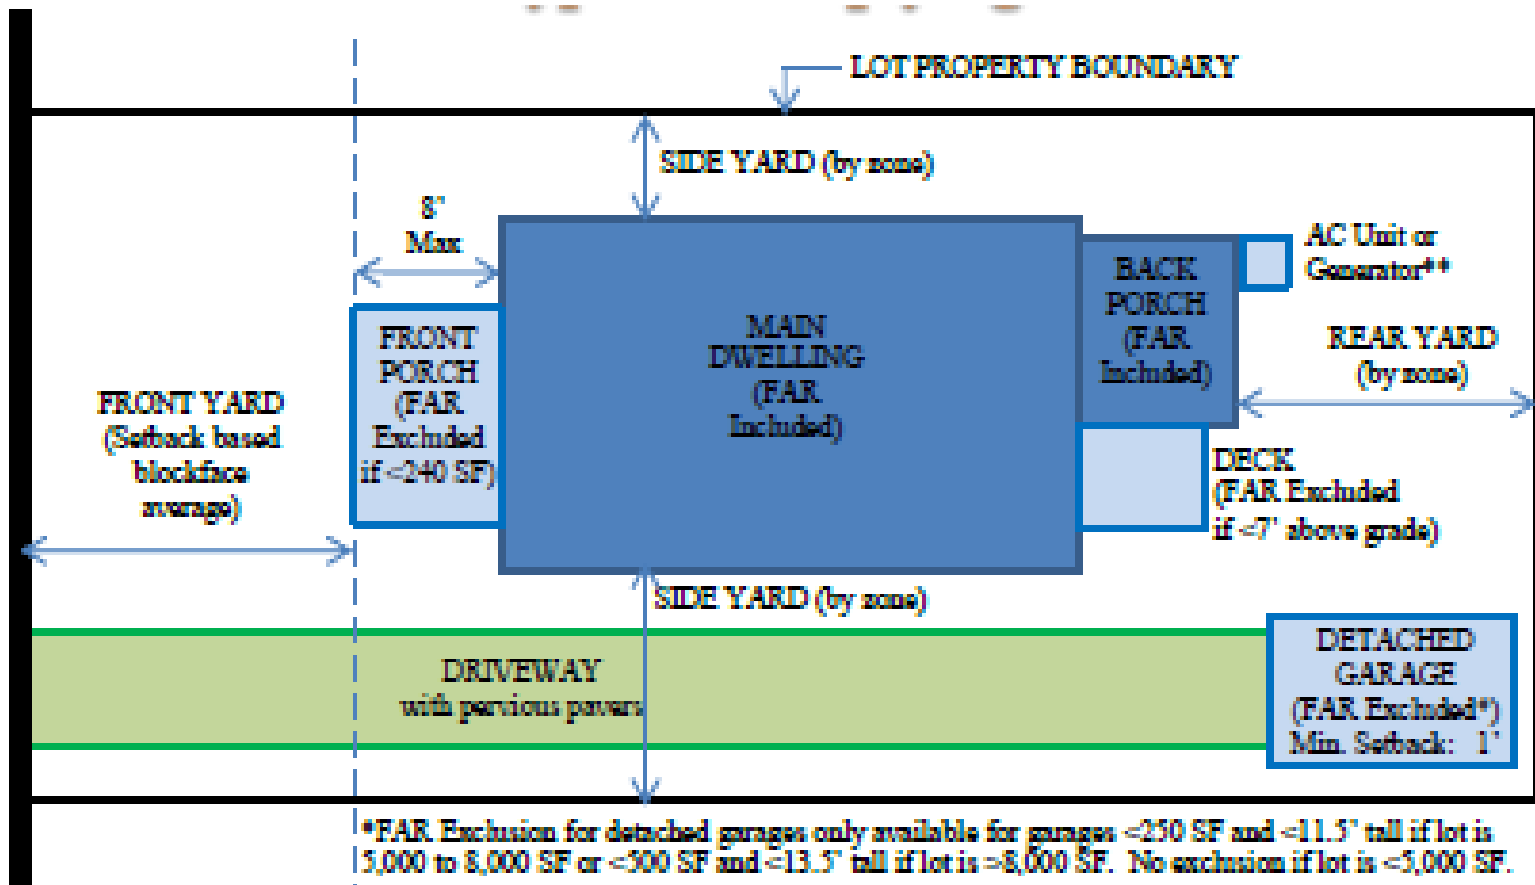 LOT PROPERTY BOUNDARY
SIDE YARD (by zone)
8'
Max
AC Unit or
Generator**
BACK
PORCH
(FAR
Included)
MAIN
DWELLING
(FAR
Included)
FRONT
PORCH
(FAR
Excluded
if <240 SF)
REAR YARD
(by zone)
FRONT YARD
(Setback based
blockface
average)
DECK
(FAR Excluded
if <7' above grade)
SIDE YARD (by zone)
DRIVEWAY
with pervious pavers
DETACHED
GARAGE
(FAR Excluded*)
Min. Setback: 1'
*FAR Exclusion for detached garages only available for garages <250 SF and <11.5' tall if lot is
5,000 to 8,000 SF or <500 SF and <13.5' tall if lot is >8,000 SF. No exclusion if lot is <5,000 SF.